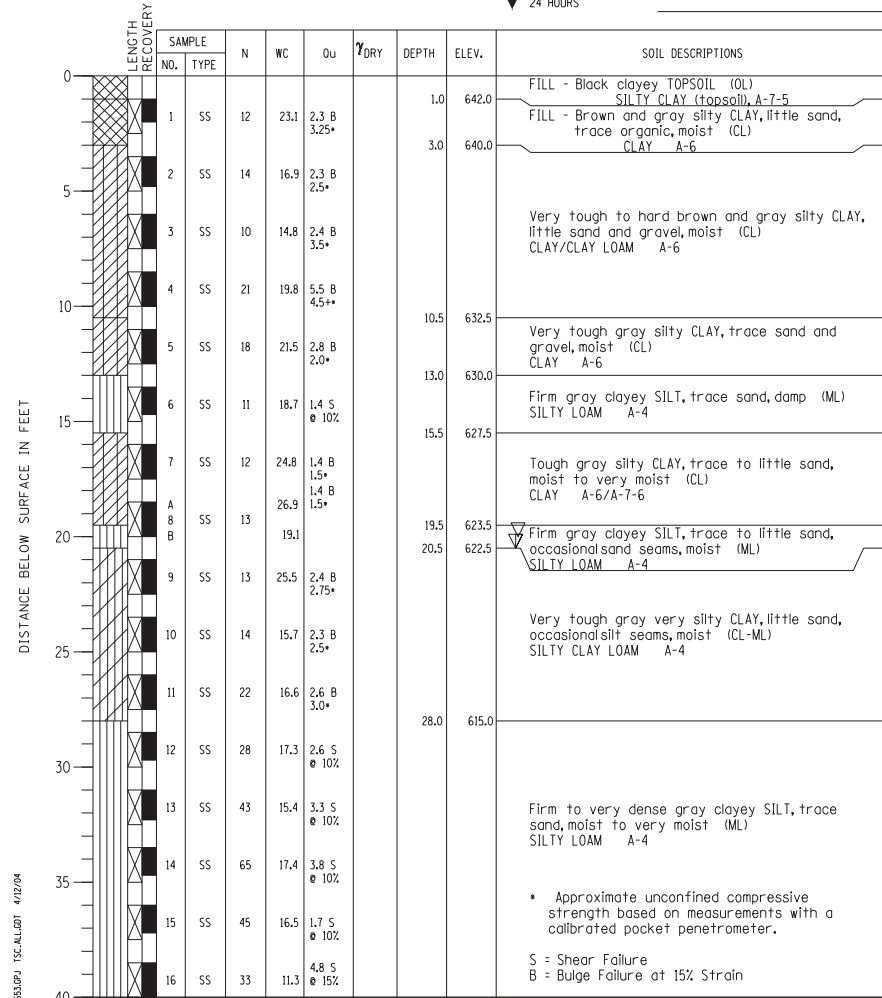 ▼ 24 HOURS
LENGTH
RECOVERY
SAMPLE
NO. TYPE N WC Qu γDRY DEPTH ELEV. SOIL DESCRIPTIONS
DISTANCE BELOW SURFACE IN FEET
0
FILL - Black clayey TOPSOIL (OL)
1.0 642.0 SILTY CLAY (topsoil), A-7-5
1 SS 12 23.1 2.3 B
3.25*
FILL - Brown and gray silty CLAY, little sand,
trace organic, moist (CL)
3.0 640.0 CLAY A-6
2 SS 14 16.9 2.3 B
2.5*
5
3 SS 10 14.8 2.4 B
3.5*
Very tough to hard brown and gray silty CLAY,
little sand and gravel, moist (CL)
CLAY/CLAY LOAM A-6
4 SS 21 19.8 5.5 B
4.5+*
10
10.5 632.5
5 SS 18 21.5 2.8 B
2.0*
Very tough gray silty CLAY, trace sand and
gravel, moist (CL)
CLAY A-6
13.0 630.0
6 SS 11 18.7 1.4 S
@ 10%
Firm gray clayey SILT, trace sand, damp (ML)
SILTY LOAM A-4
15
15.5 627.5
7 SS 12 24.8 1.4 B
1.5*
Tough gray silty CLAY, trace to little sand,
moist to very moist (CL)
CLAY A-6/A-7-6
1.4 B
A 26.9 1.5*
8 SS 13
B 19.1
19.5 623.5
20
Firm gray clayey SILT, trace to little sand,
20.5 622.5 occasional sand seams, moist (ML)
SILTY LOAM A-4
9 SS 13 25.5 2.4 B
2.75*
10 SS 14 15.7 2.3 B
2.5*
Very tough gray very silty CLAY, little sand,
occasional silt seams, moist (CL-ML)
SILTY CLAY LOAM A-4
25
11 SS 22 16.6 2.6 B
3.0*
28.0 615.0
12 SS 28 17.3 2.6 S
@ 10%
30
13 SS 43 15.4 3.3 S
@ 10%
Firm to very dense gray clayey SILT, trace
sand, moist to very moist (ML)
SILTY LOAM A-4
14 SS 65 17.4 3.8 S
@ 10%
35
* Approximate unconfined compressive
strength based on measurements with a
calibrated pocket penetrometer.
15 SS 45 16.5 1.7 S
@ 10%
S = Shear Failure
B = Bulge Failure at 15% Strain
4.8 S
16 SS 33 11.3 @ 15%
40
TSC_ALL.GDT 4/12/04